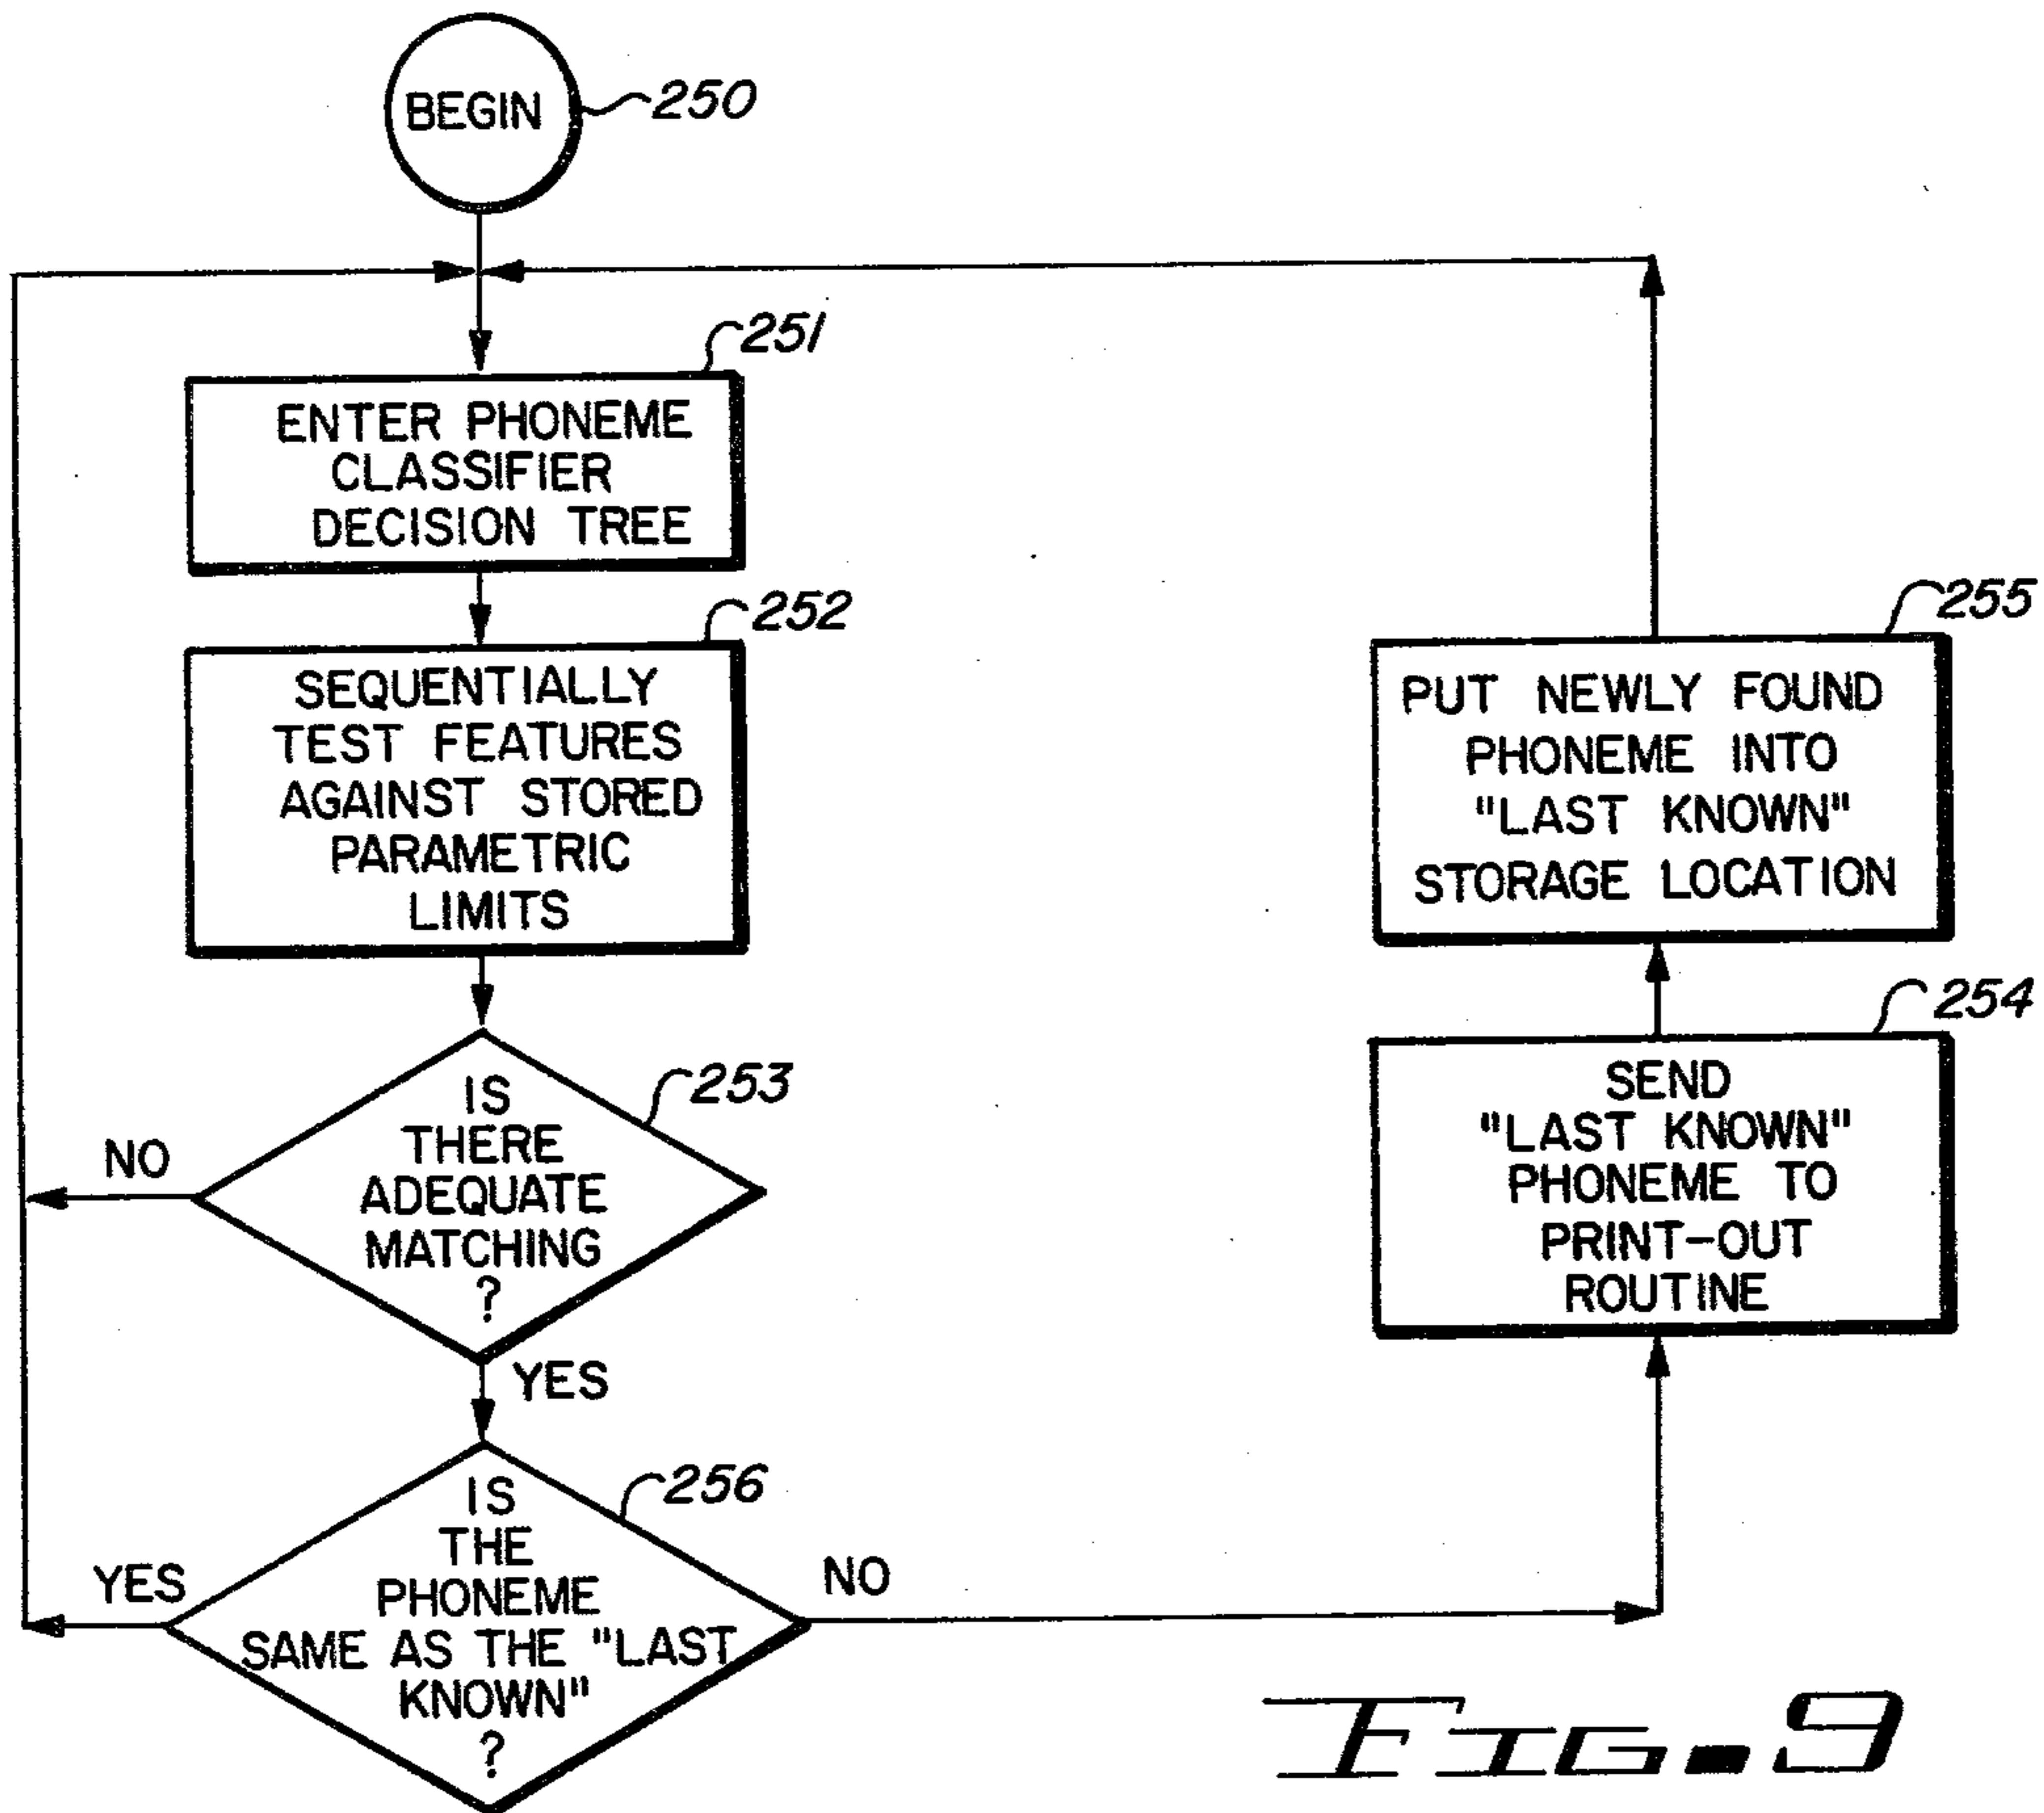 BEGIN
250
251
ENTER PHONEME
CLASSIFIER
DECISION TREE
252
SEQUENTIALLY
TEST FEATURES
AGAINST STORED
PARAMETRIC
LIMITS
253
IS
THERE
ADEQUATE
MATCHING
?
NO
YES
256
IS
THE
PHONEME
SAME AS THE "LAST
KNOWN"
?
YES
NO
254
SEND
"LAST KNOWN"
PHONEME TO
PRINT-OUT
ROUTINE
255
PUT NEWLY FOUND
PHONEME INTO
"LAST KNOWN"
STORAGE LOCATION
FIG. 9